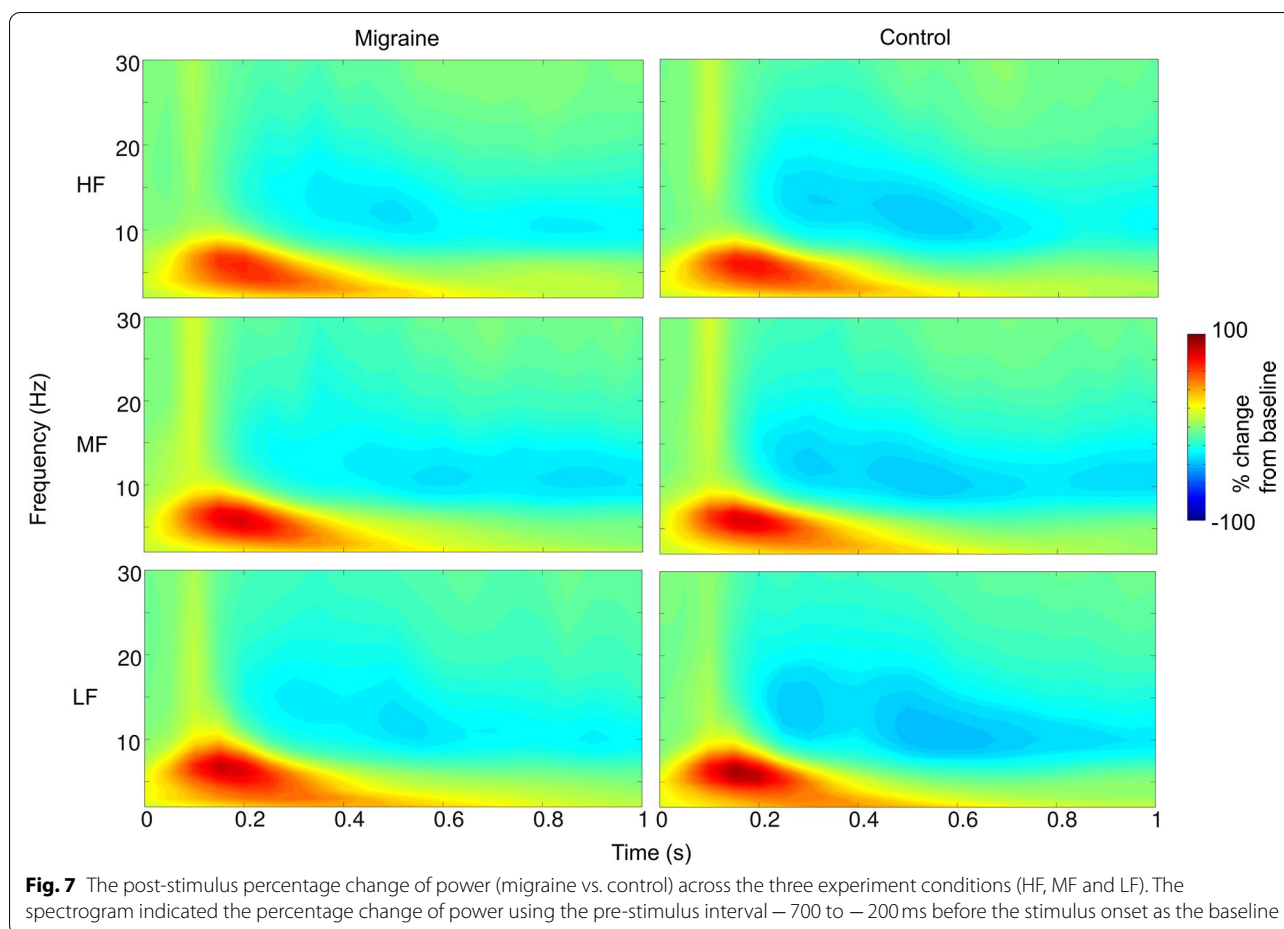 Migraine
Control
30
20
HF
10
30
20
MF
10
30
20
LF
10
Frequency (Hz)
0
0.2
0.4
0.6
0.8
1
0
0.2
0.4
0.6
0.8
1
Time (s)
100
-100
% change
from baseline
Fig. 7 The post-stimulus percentage change of power (migraine vs. control) across the three experiment conditions (HF, MF and LF). The
spectrogram indicated the percentage change of power using the pre-stimulus interval − 700 to − 200 ms before the stimulus onset as the baseline